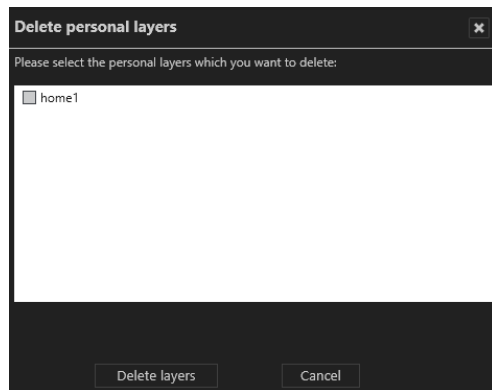 Delete personal layers
Please select the personal layers which you want to delete:
home1
Delete layers Cancel